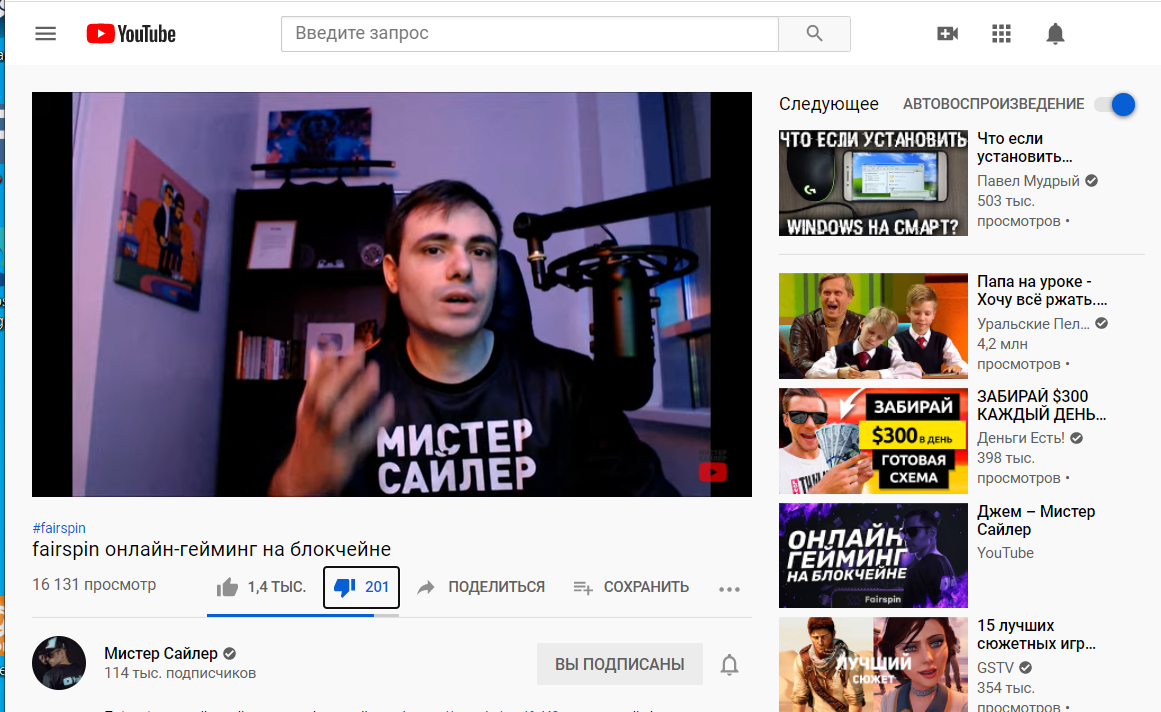 YouTube
Введите запрос
МИСТЕР
САЙЛЕР
#fairspin
fairspin онлайн-гейминг на блокчейне
16 131 просмотр
1,4 ТЫС.
201
ПОДЕЛИТЬСЯ
СОХРАНИТЬ
Мистер Сайлер
114 тыс. подписчиков
ВЫ ПОДПИСАНЫ
Следующее
АВТОВОСПРОИЗВЕДЕНИЕ
ЧТО ЕСЛИ УСТАНОВИТЬ
WINDOWS НА СМАРТ?
Что если
установить...
Павел Мудрый
503 тыс.
просмотров •
Папа на уроке -
Хочу всё ржать....
Уральские Пел...
4,2 млн
просмотров •
ЗАБИРАЙ
$300 В ДЕНЬ
ГОТОВАЯ
СХЕМА
ЗАБИРАЙ $300
КАЖДЫЙ ДЕНЬ...
Деньги Есть!
398 тыс.
просмотров •
ОНЛАЙН
ГЕЙМИНГ
НА БЛОКЧЕЙНЕ
Fairspin
Джем – Мистер
Сайлер
YouTube
ЛУЧШИЙ
СЮЖЕТ
15 лучших
сюжетных игр...
GSTV
354 тыс.
просмотров •